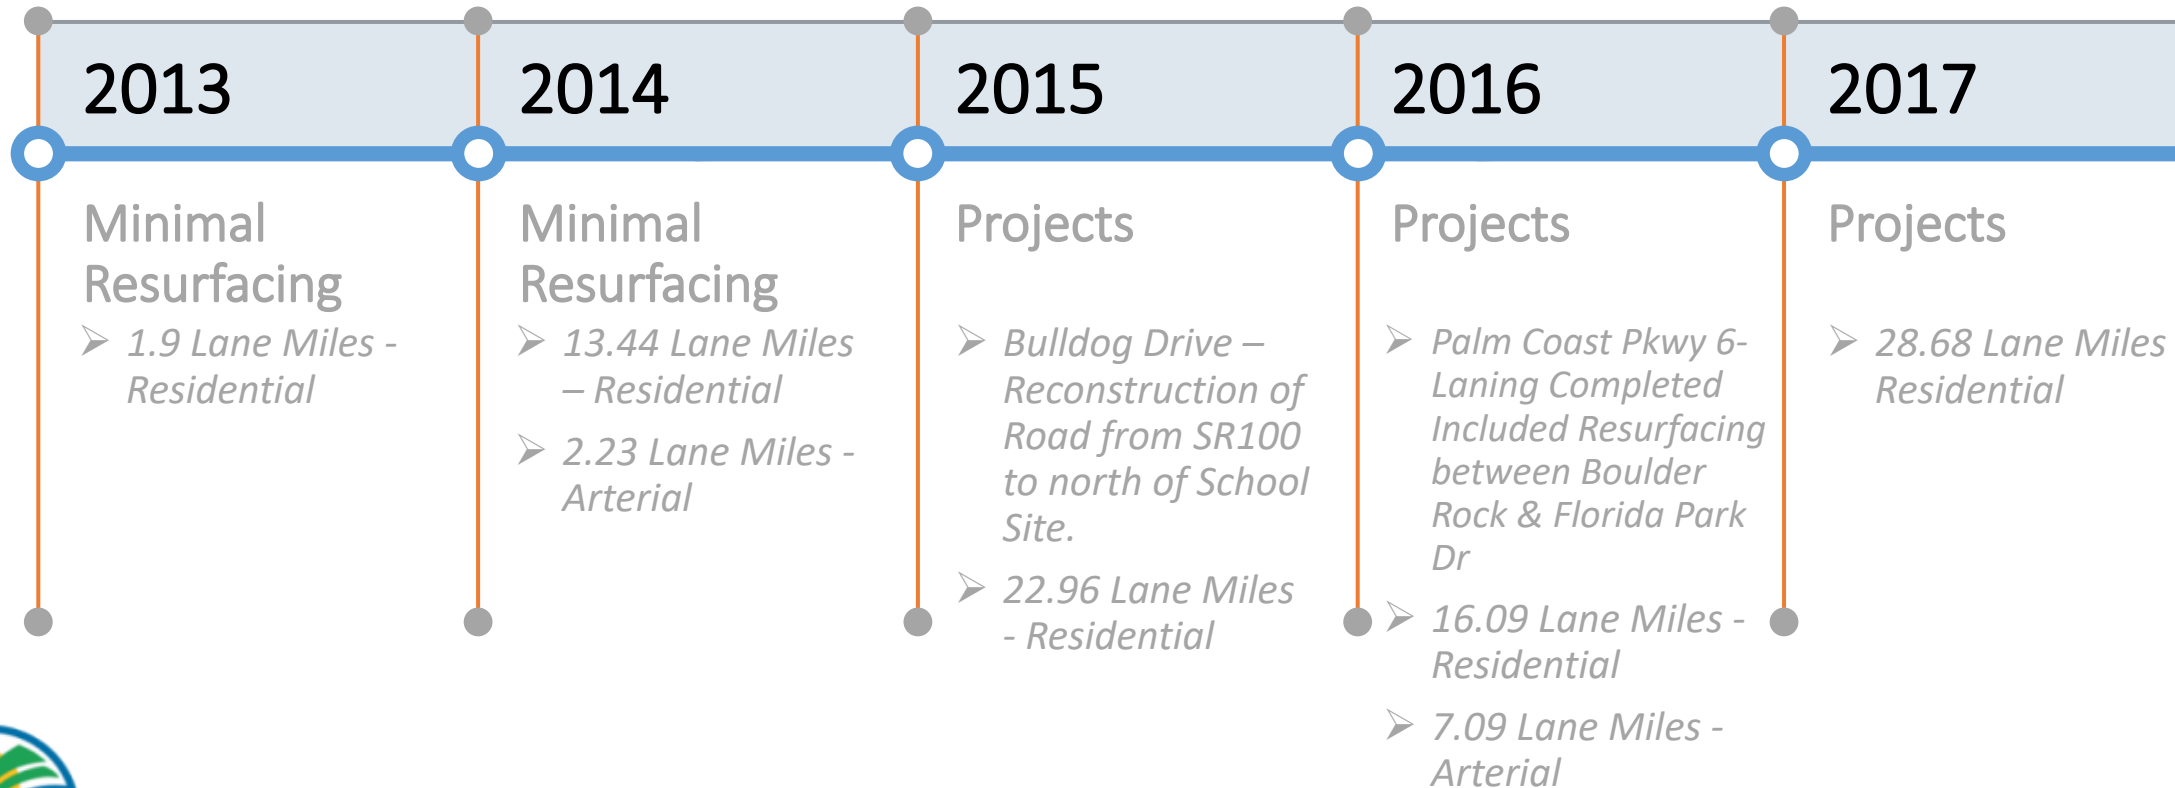 2013
Minimal
Resurfacing
➢ 1.9 Lane Miles -
Residential
2014
Minimal
Resurfacing
➢ 13.44 Lane Miles
– Residential
➢ 2.23 Lane Miles -
Arterial
2015
Projects
➢ Bulldog Drive –
Reconstruction of
Road from SR100
to north of School
Site.
➢ 22.96 Lane Miles
- Residential
2016
Projects
➢ Palm Coast Pkwy 6-
Laning Completed
Included Resurfacing
between Boulder
Rock & Florida Park
Dr
➢ 16.09 Lane Miles -
Residential
➢ 7.09 Lane Miles -
Arterial
2017
Projects
➢ 28.68 Lane Miles
Residential